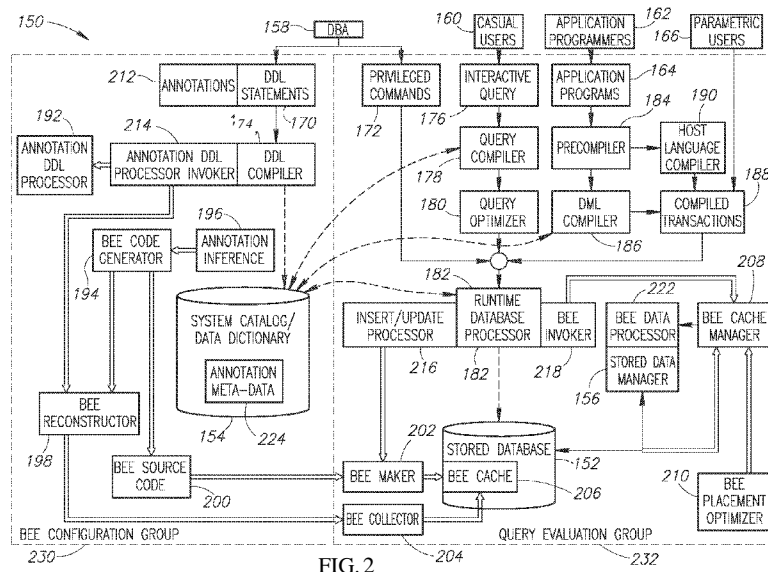 150
158
DBA
160
CASUAL
USERS
APPLICATION
PROGRAMMERS
162
166
PARAMETRIC
USERS
212
ANNOTATIONS
DDL
STATEMENTS
170
PRIVILEGED
COMMANDS
172
INTERACTIVE
QUERY
176
APPLICATION
PROGRAMS
164
192
ANNOTATION
DDL
PROCESSOR
214
ANNOTATION DDL
PROCESSOR INVOKER
174
DDL
COMPILER
QUERY
COMPILER
178
184
PRECOMPILER
190
HOST
LANGUAGE
COMPILER
188
180
QUERY
OPTIMIZER
DML
COMPILER
186
COMPILED
TRANSACTIONS
196
BEE CODE
GENERATOR
194
ANNOTATION
INFERENCE
182
208
SYSTEM CATALOG/
DATA DICTIONARY
ANNOTATION
META-DATA
154
224
INSERT/UPDATE
PROCESSOR
216
RUNTIME
DATABASE
PROCESSOR
182
BEE
INVOKER
218
222
BEE DATA
PROCESSOR
STORED DATA
MANAGER
156
BEE CACHE
MANAGER
BEE
RECONSTRUCTOR
198
BEE SOURCE
CODE
200
202
BEE MAKER
STORED DATABASE
152
BEE CACHE
206
BEE COLLECTOR
204
210
BEE
PLACEMENT
OPTIMIZER
BEE CONFIGURATION GROUP
230
QUERY EVALUATION GROUP
232
FIG. 2